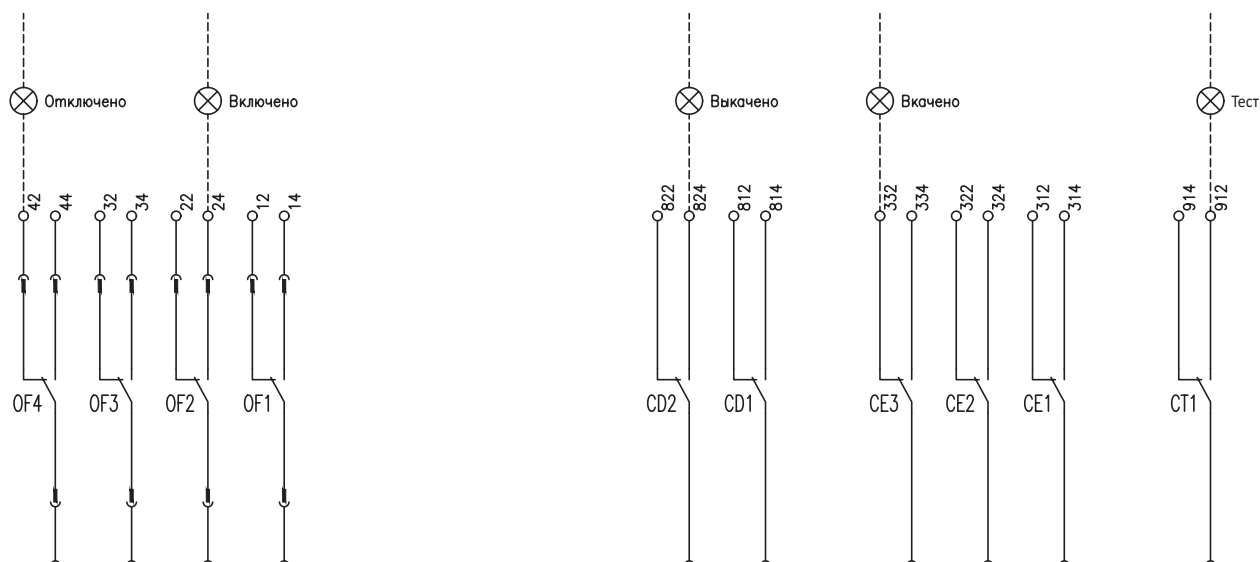 Отключено Включено Выкачено Вкачено Тест
42 44 32 34 22 24 12 14 822 824 812 814 332 334 322 324 312 314 914 912
OF4 OF3 OF2 OF1 CD2 CD1 CE3 CE2 CE1 CT1